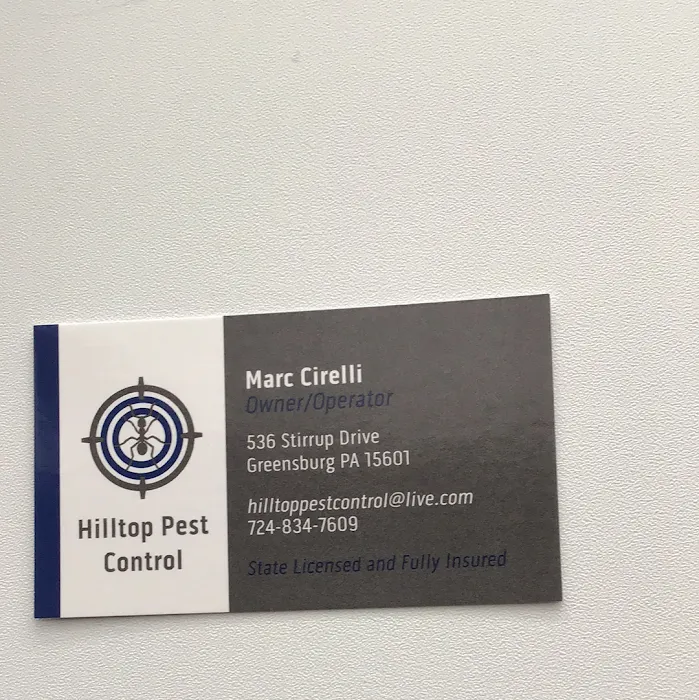 Hilltop Pest
Control
Marc Cirelli
Owner/Operator
536 Stirrup Drive
Greensburg PA 15601
hilltoppestcontrol@live.com
724-834-7609
State Licensed and Fully Insured